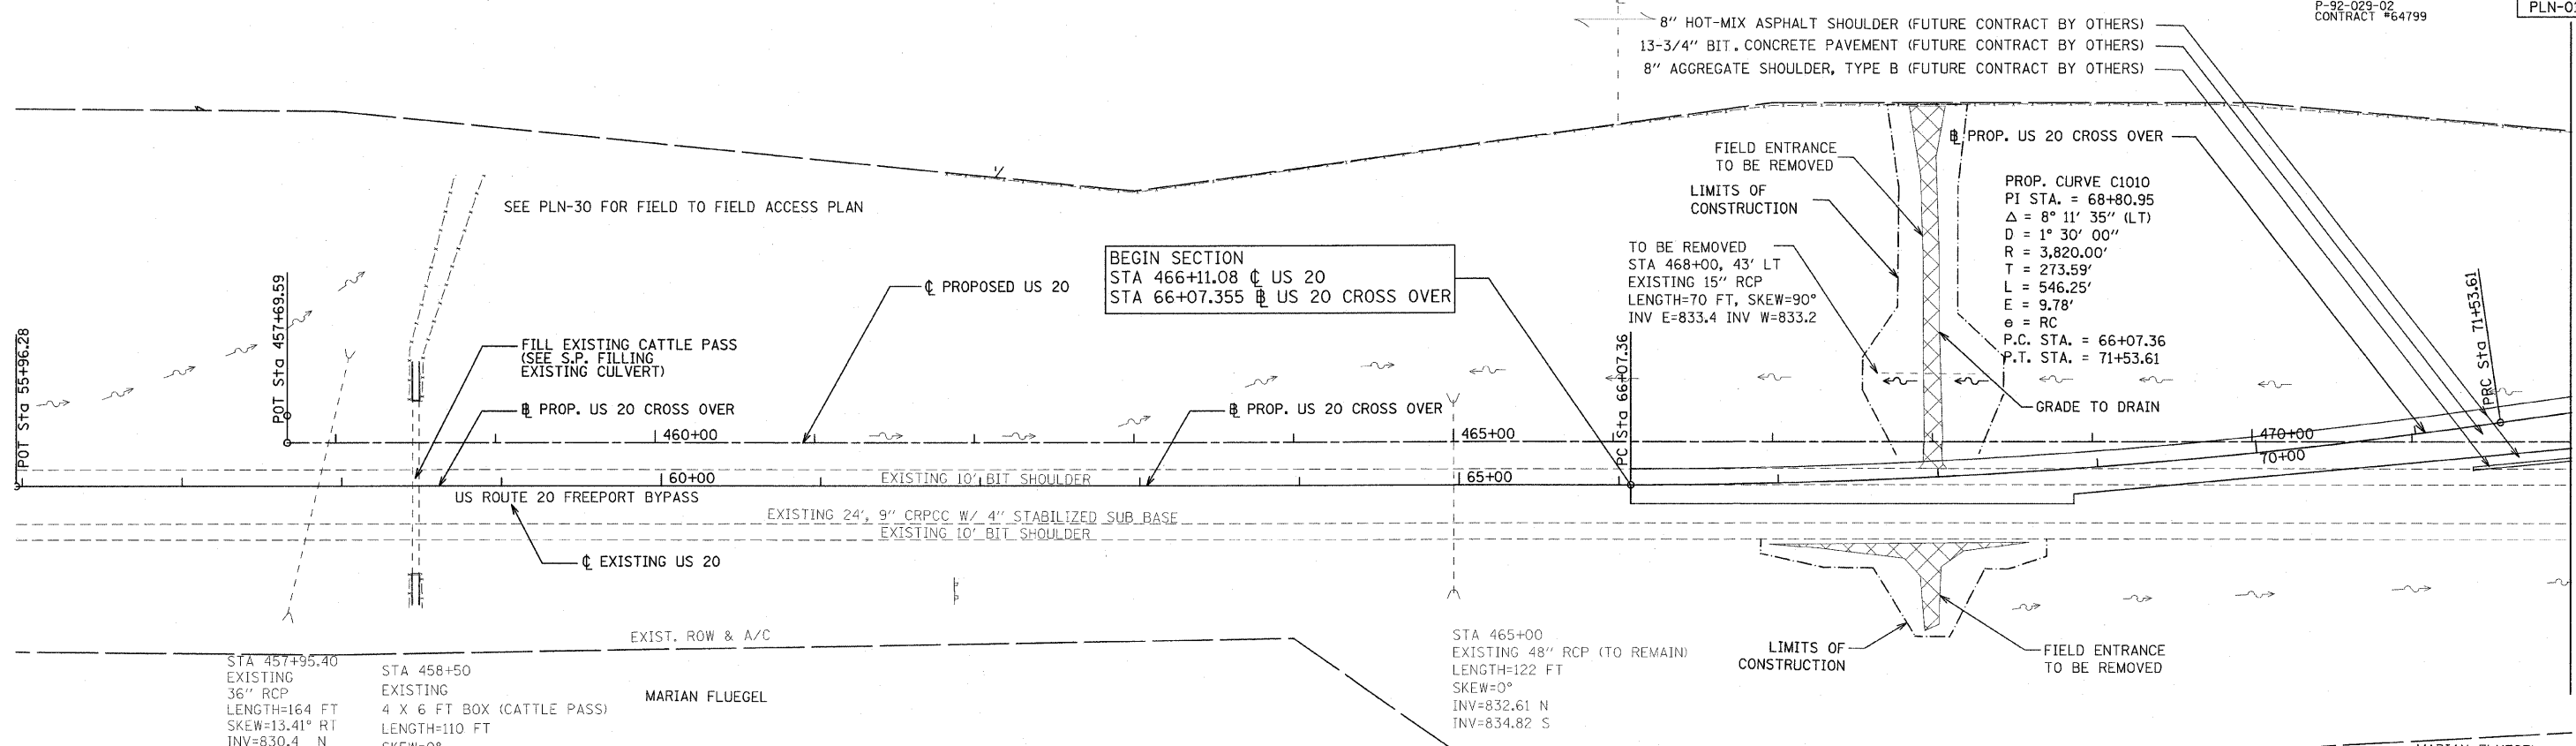 P-92-029-02
CONTRACT #64799
8" HOT-MIX ASPHALT SHOULDER (FUTURE CONTRACT BY OTHERS)
13-3/4" BIT. CONCRETE PAVEMENT (FUTURE CONTRACT BY OTHERS)
8" AGGREGATE SHOULDER, TYPE B (FUTURE CONTRACT BY OTHERS)
℄ PROP. US 20 CROSS OVER
FIELD ENTRANCE
TO BE REMOVED
LIMITS OF
CONSTRUCTION
PROP. CURVE C1010
PI STA. = 68+80.95
Δ = 8° 11' 35" (LT)
D = 1° 30' 00"
R = 3,820.00'
T = 273.59'
L = 546.25'
E = 9.78'
e = RC
P.C. STA. = 66+07.36
P.T. STA. = 71+53.61
SEE PLN-30 FOR FIELD TO FIELD ACCESS PLAN
TO BE REMOVED
STA 468+00, 43' LT
EXISTING 15" RCP
LENGTH=70 FT, SKEW=90°
INV E=833.4 INV W=833.2
BEGIN SECTION
STA 466+11.08 ℄ US 20
STA 66+07.355 ℄ US 20 CROSS OVER
℄ PROPOSED US 20
POT Sta 55+96.28
POT Sta 457+69.59
FILL EXISTING CATTLE PASS
(SEE S.P. FILLING
EXISTING CULVERT)
PC Sta 66+07.36
PRC Sta 71+53.61
℄ PROP. US 20 CROSS OVER
℄ PROP. US 20 CROSS OVER
GRADE TO DRAIN
460+00
465+00
470+00
60+00
65+00
70+00
EXISTING 10' BIT SHOULDER
US ROUTE 20 FREEPORT BYPASS
EXISTING 24', 9" CRPCC W/ 4" STABILIZED SUB BASE
EXISTING 10' BIT SHOULDER
℄ EXISTING US 20
EXIST. ROW & A/C
STA 457+95.40
EXISTING
36" RCP
LENGTH=164 FT
SKEW=13.41° RT
INV=830.4 N
STA 458+50
EXISTING
4 X 6 FT BOX (CATTLE PASS)
LENGTH=110 FT
SKEW=0°
MARIAN FLUEGEL
STA 465+00
EXISTING 48" RCP (TO REMAIN)
LENGTH=122 FT
SKEW=0°
INV=832.61 N
INV=834.82 S
LIMITS OF
CONSTRUCTION
FIELD ENTRANCE
TO BE REMOVED